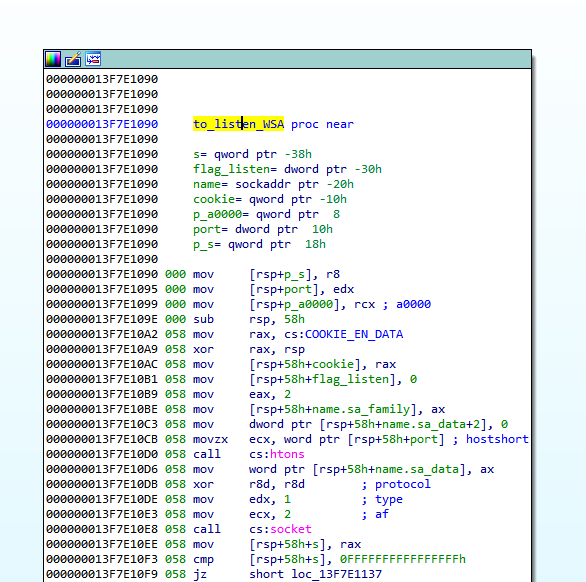 000000013F7E1090
000000013F7E1090
000000013F7E1090
000000013F7E1090 to_listen_WSA proc near
000000013F7E1090
000000013F7E1090 s= qword ptr -38h
000000013F7E1090 flag_listen= dword ptr -30h
000000013F7E1090 name= sockaddr ptr -20h
000000013F7E1090 cookie= qword ptr -10h
000000013F7E1090 p_a0000= qword ptr  8
000000013F7E1090 port= dword ptr  10h
000000013F7E1090 p_s= qword ptr  18h
000000013F7E1090
000000013F7E1090 000 mov     [rsp+p_s], r8
000000013F7E1095 000 mov     [rsp+port], edx
000000013F7E1099 000 mov     [rsp+p_a0000], rcx ; a0000
000000013F7E109E 000 sub     rsp, 58h
000000013F7E10A2 058 mov     rax, cs:COOKIE_EN_DATA
000000013F7E10A9 058 xor     rax, rsp
000000013F7E10AC 058 mov     [rsp+58h+cookie], rax
000000013F7E10B1 058 mov     [rsp+58h+flag_listen], 0
000000013F7E10B9 058 mov     eax, 2
000000013F7E10BE 058 mov     [rsp+58h+name.sa_family], ax
000000013F7E10C3 058 mov     dword ptr [rsp+58h+name.sa_data+2], 0
000000013F7E10CB 058 movzx   ecx, word ptr [rsp+58h+port] ; hostshort
000000013F7E10D0 058 call    cs:htons
000000013F7E10D6 058 mov     word ptr [rsp+58h+name.sa_data], ax
000000013F7E10DB 058 xor     r8d, r8d        ; protocol
000000013F7E10DE 058 mov     edx, 1          ; type
000000013F7E10E3 058 mov     ecx, 2          ; af
000000013F7E10E8 058 call    cs:socket
000000013F7E10EE 058 mov     [rsp+58h+s], rax
000000013F7E10F3 058 cmp     [rsp+58h+s], 0FFFFFFFFFFFFFFFFh
000000013F7E10F9 058 jz      short loc_13F7E1137